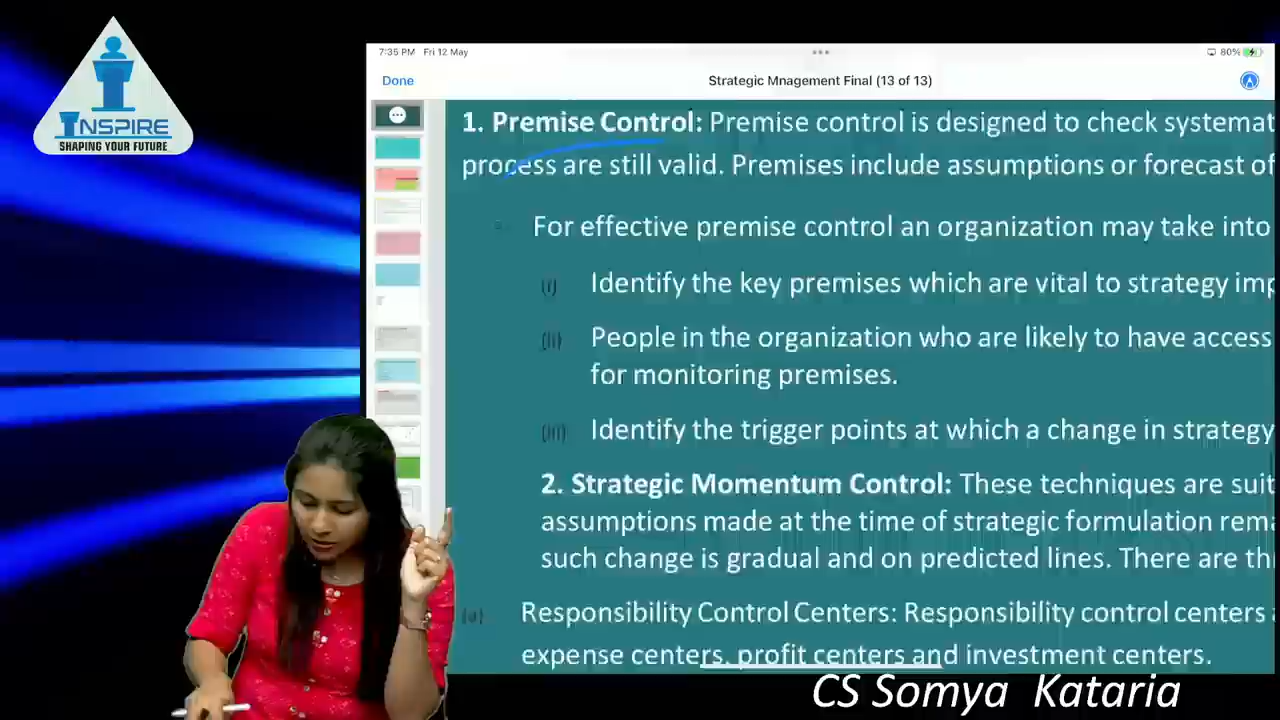 INSPIRE
SHAPING YOUR FUTURE
7:35 PM Fri 12 May
80%
Done
Strategic Mnagement Final (13 of 13)
1. Premise Control: Premise control is designed to check systemat
process are still valid. Premises include assumptions or forecast of
For effective premise control an organization may take into
(i) Identify the key premises which are vital to strategy imp
(ii) People in the organization who are likely to have access
for monitoring premises.
(iii) Identify the trigger points at which a change in strategy
2. Strategic Momentum Control: These techniques are suit
assumptions made at the time of strategic formulation rema
such change is gradual and on predicted lines. There are th
(a) Responsibility Control Centers: Responsibility control centers a
expense centers, profit centers and investment centers.
CS Somya Kataria